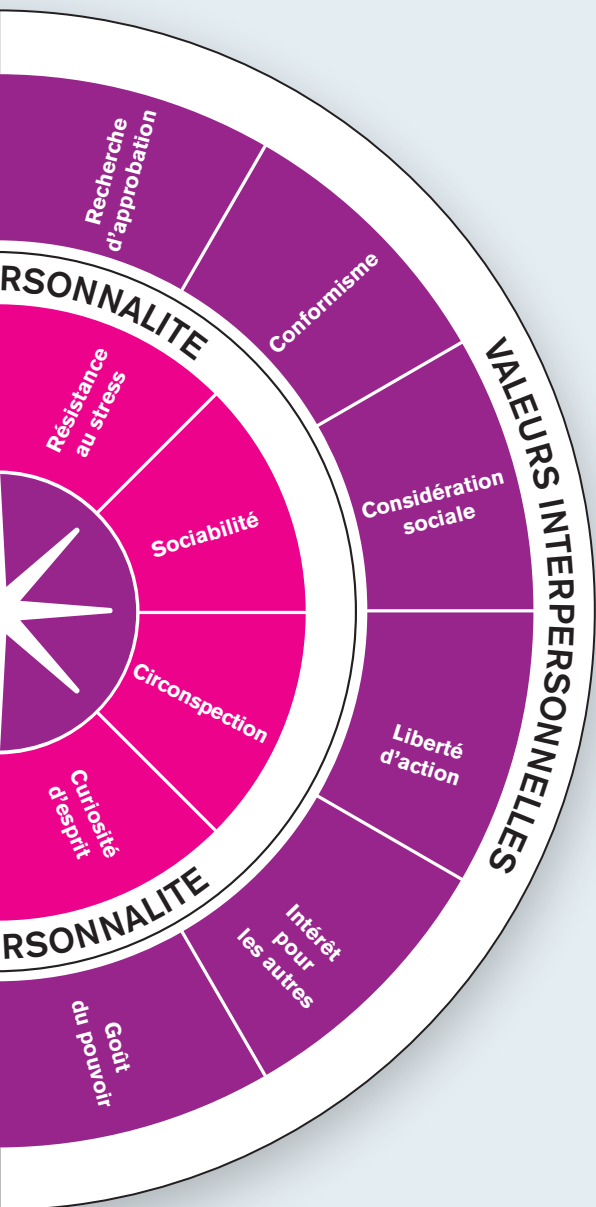 Recherche
d'approbation
Conformisme
Considération
sociale
Liberté
d'action
Intérêt
pour
les autres
Goût
du pouvoir
VALEURS INTERPERSONNELLES
RSONNALITE
Résistance
au stress
Sociabilité
Circonspection
Curiosité
d'esprit
RSONNALITE